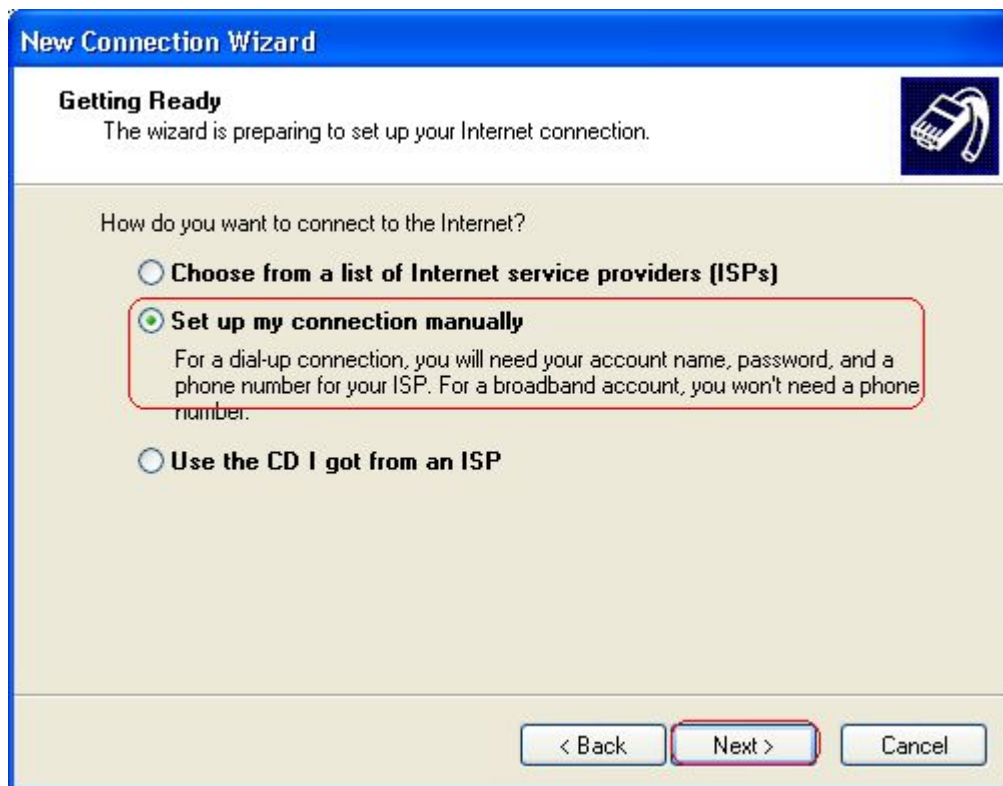 New Connection Wizard
Getting Ready
The wizard is preparing to set up your Internet connection.
How do you want to connect to the Internet?
Choose from a list of Internet service providers (ISPs)
Set up my connection manually
For a dial-up connection, you will need your account name, password, and a
phone number for your ISP. For a broadband account, you won't need a phone
number.
Use the CD I got from an ISP
< Back
Next >
Cancel